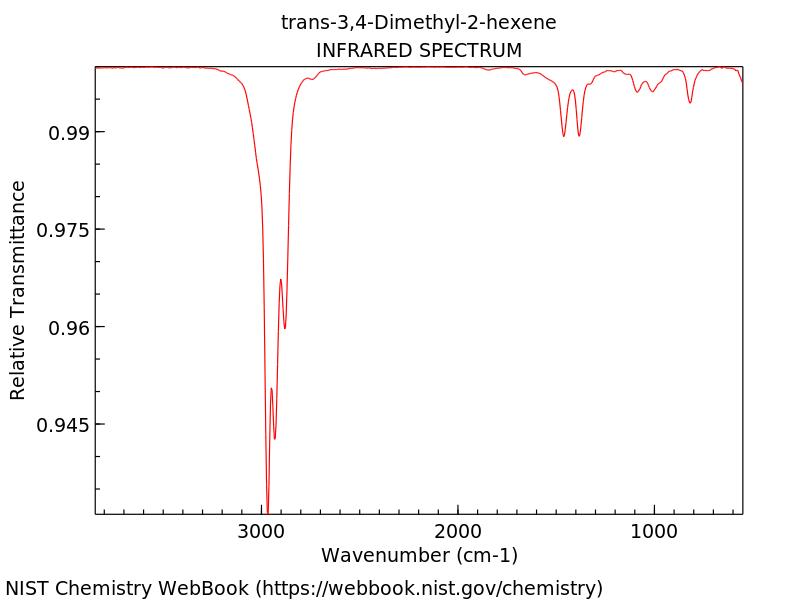 trans-3,4-Dimethyl-2-hexene
INFRARED SPECTRUM
0.99
0.975
0.96
0.945
Relative Transmittance
3000 2000 1000
Wavenumber (cm-1)
NIST Chemistry WebBook (https://webbook.nist.gov/chemistry)